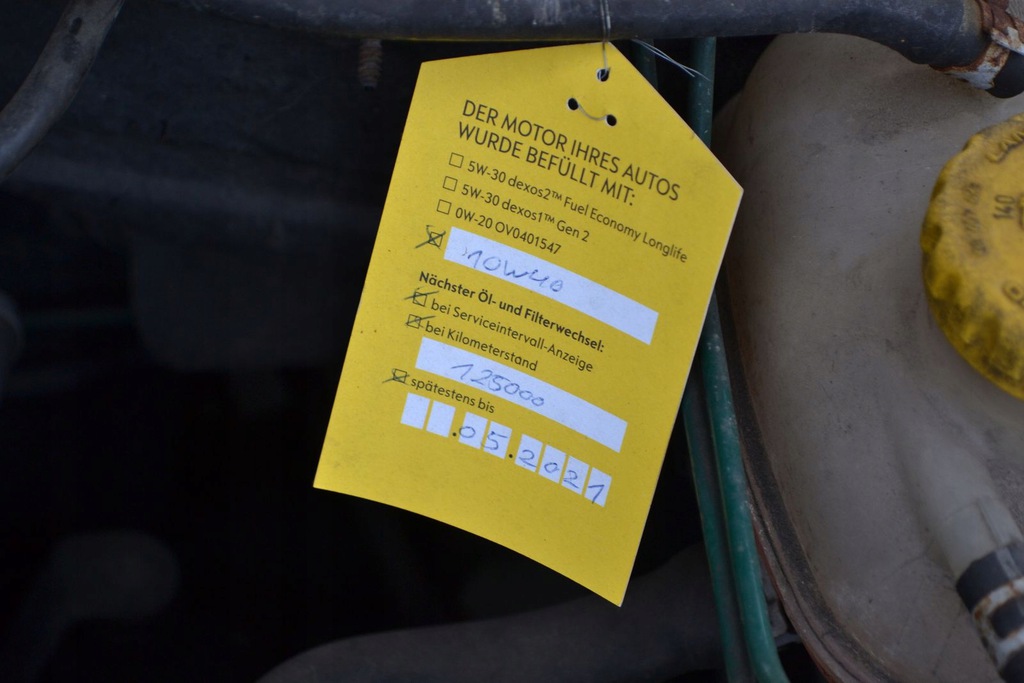 DER MOTOR IHRES AUTOS
WURDE BEFÜLLT MIT:
☐ 5W-30 dexos2™ Fuel Economy Longlife
☐ 5W-30 dexos1™ Gen 2
☐ 0W-20 OV0401547
☒ 10W40
Nächster Öl- und Filterwechsel:
☒ bei Serviceintervall-Anzeige
☒ bei Kilometerstand
125000
☒ spätestens bis
.05.2021
140